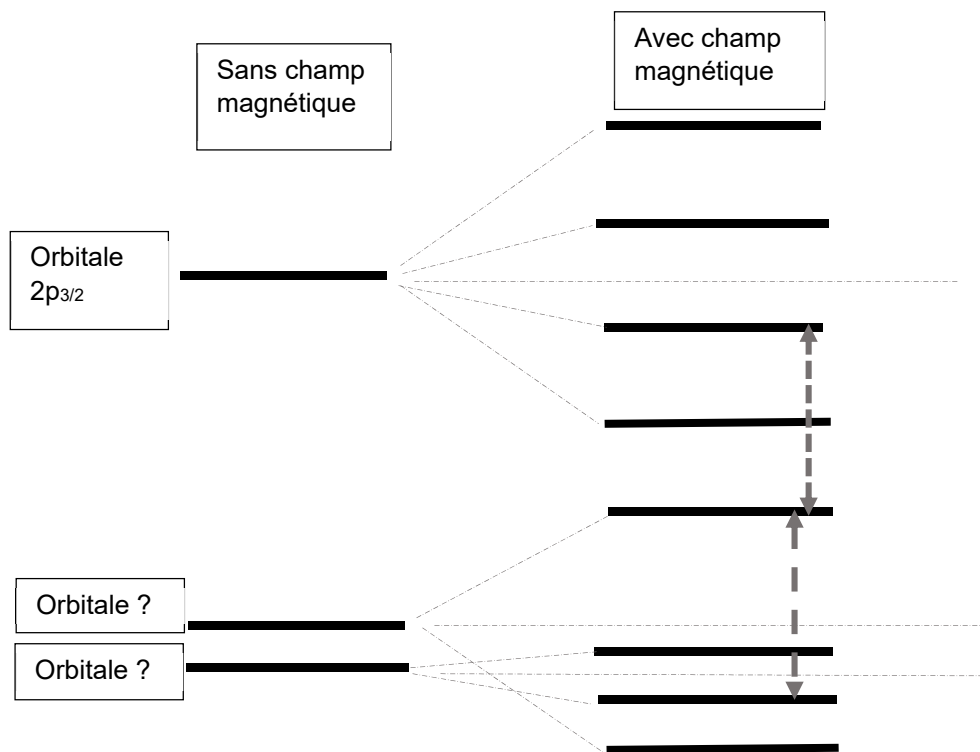 Sans champ
magnétique
Avec champ
magnétique
Orbitale
2p3/2
Orbitale ?
Orbitale ?